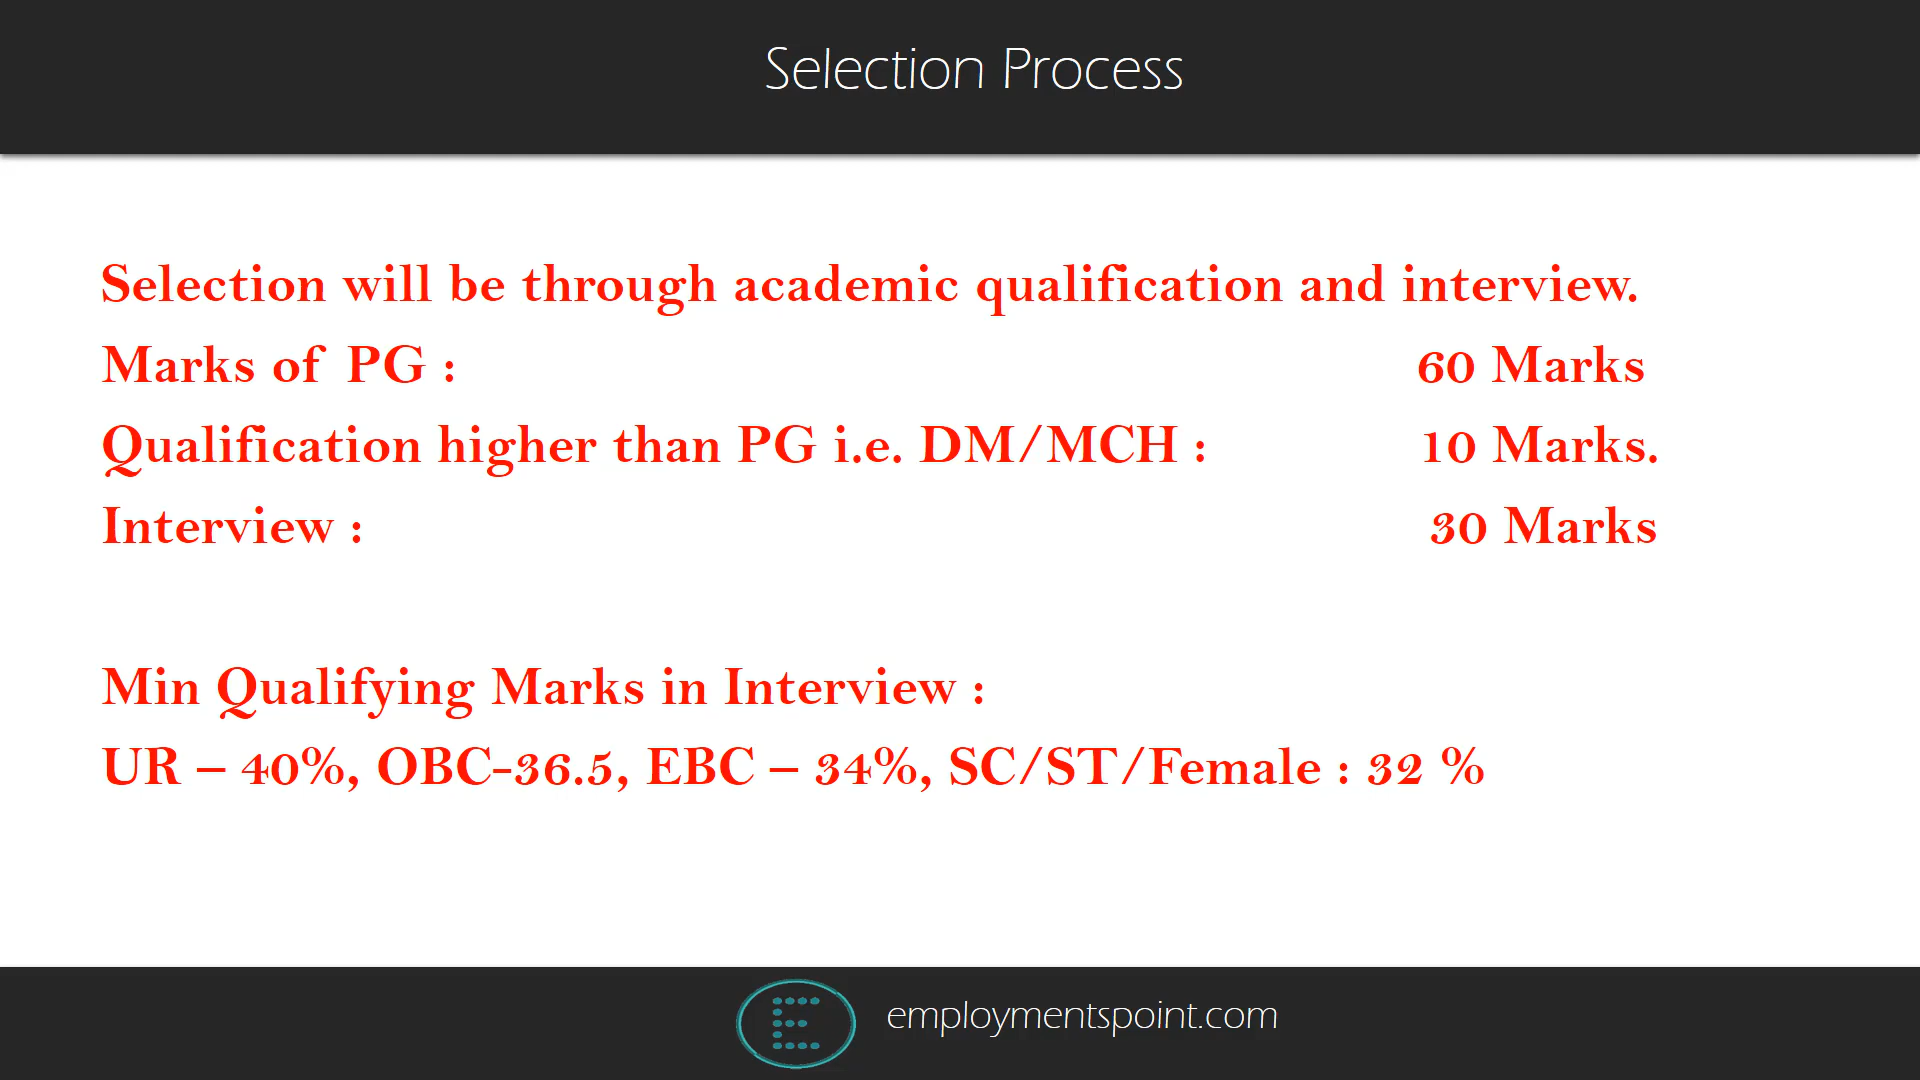 Selection Process
Selection will be through academic qualification and interview.
Marks of PG : 60 Marks
Qualification higher than PG i.e. DM/MCH : 10 Marks.
Interview : 30 Marks
Min Qualifying Marks in Interview :
UR – 40%, OBC-36.5, EBC – 34%, SC/ST/Female : 32 %
E
employmentspoint.com